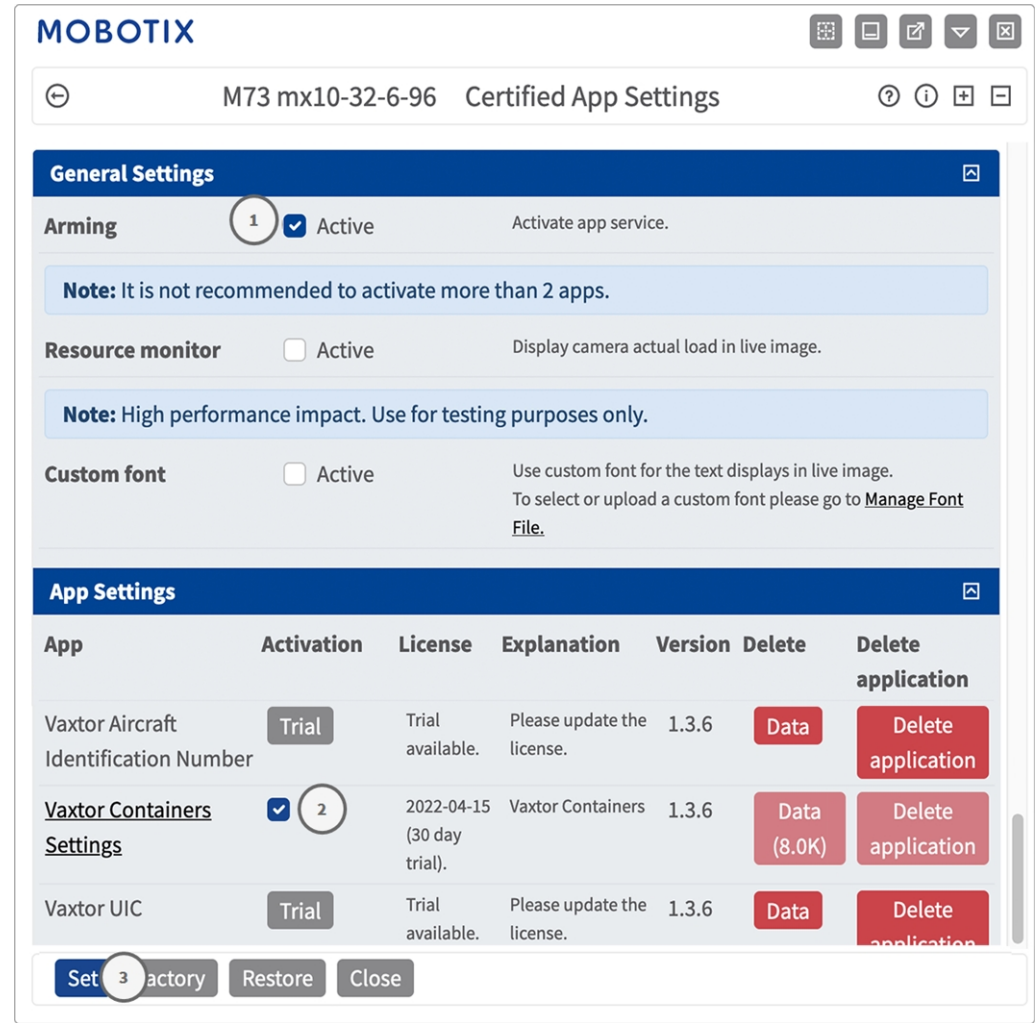 MOBOTIX
M73 mx10-32-6-96 Certified App Settings
General Settings
Arming 1 Active Activate app service.
Note: It is not recommended to activate more than 2 apps.
Resource monitor Active Display camera actual load in live image.
Note: High performance impact. Use for testing purposes only.
Custom font Active Use custom font for the text displays in live image.
To select or upload a custom font please go to Manage Font
File.
App Settings
App Activation License Explanation Version Delete Delete
application
Vaxtor Aircraft Trial Trial Please update the 1.3.6 Data Delete
Identification Number available. license. application
Vaxtor Containers 2 2022-04-15 Vaxtor Containers 1.3.6 Data Delete
Settings (30 day (8.0K) application
trial).
Vaxtor UIC Trial Trial Please update the 1.3.6 Data Delete
available. license. application
Set 3 actory Restore Close